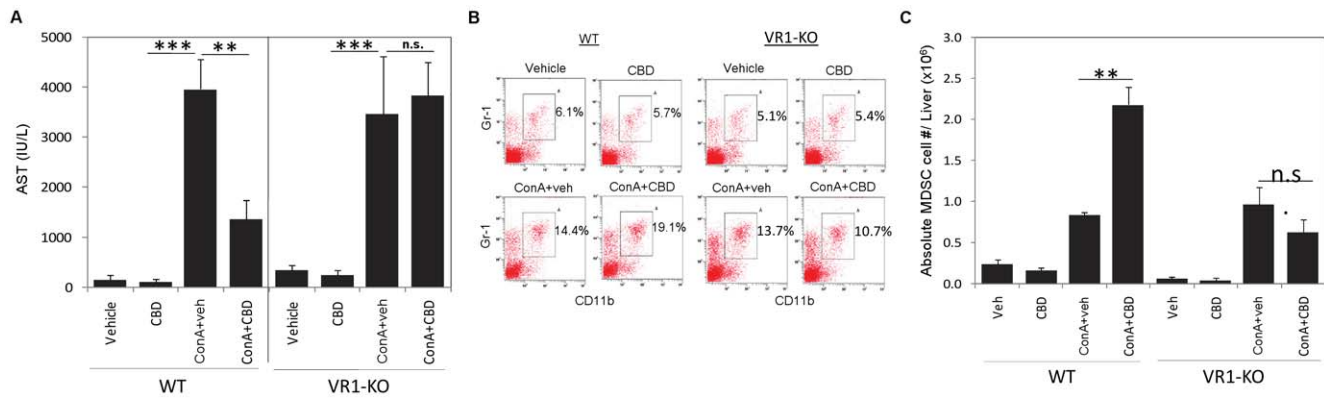 A
AST (IU/L)
5000
4000
3000
2000
1000
0
*** **
*** n.s.
Vehicle
CBD
ConA+veh
ConA+CBD
Vehicle
CBD
ConA+veh
ConA+CBD
WT
VR1-KO
B
WT
VR1-KO
Vehicle
CBD
Vehicle
CBD
Gr-1
A
6.1%
A
5.7%
A
5.1%
A
5.4%
ConA+veh
ConA+CBD
ConA+veh
ConA+CBD
Gr-1
A
14.4%
A
19.1%
A
13.7%
A
10.7%
CD11b
CD11b
C
Absolute MDSC cell #/ Liver (x10⁶)
3.0
2.5
2.0
1.5
1.0
0.5
0.0
**
n.s
.
Veh
CBD
ConA+veh
ConA+CBD
Veh
CBD
ConA+veh
ConA+CBD
WT
VR1-KO